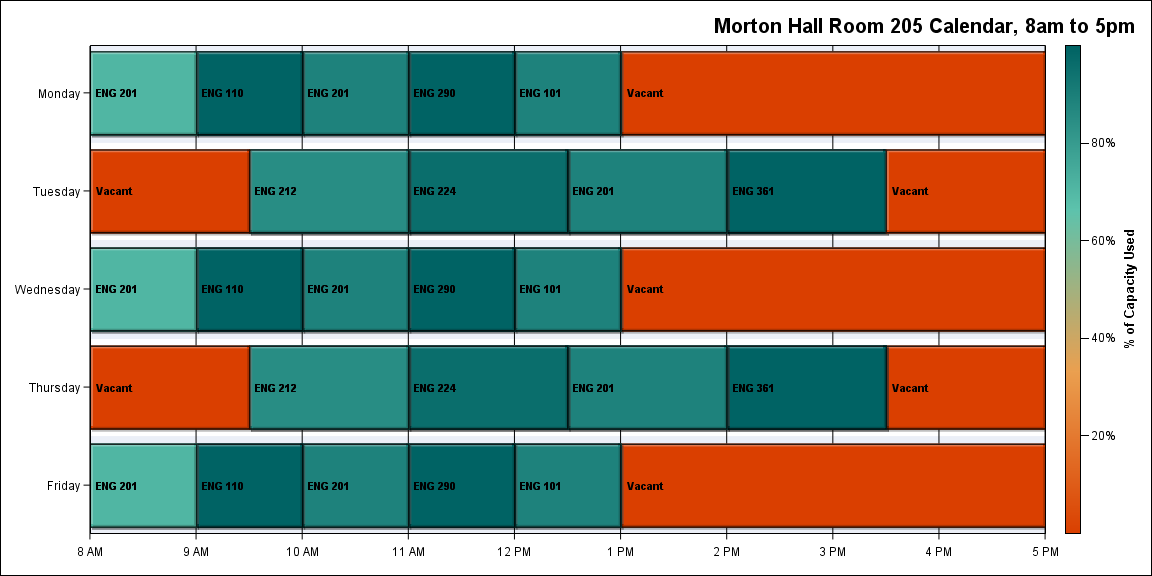 Morton Hall Room 205 Calendar, 8am to 5pm
Monday
ENG 201
ENG 110
ENG 201
ENG 290
ENG 101
Vacant
Tuesday
Vacant
ENG 212
ENG 224
ENG 201
ENG 361
Vacant
Wednesday
ENG 201
ENG 110
ENG 201
ENG 290
ENG 101
Vacant
Thursday
Vacant
ENG 212
ENG 224
ENG 201
ENG 361
Vacant
Friday
ENG 201
ENG 110
ENG 201
ENG 290
ENG 101
Vacant
8 AM
9 AM
10 AM
11 AM
12 PM
1 PM
2 PM
3 PM
4 PM
5 PM
80%
60%
40%
20%
% of Capacity Used